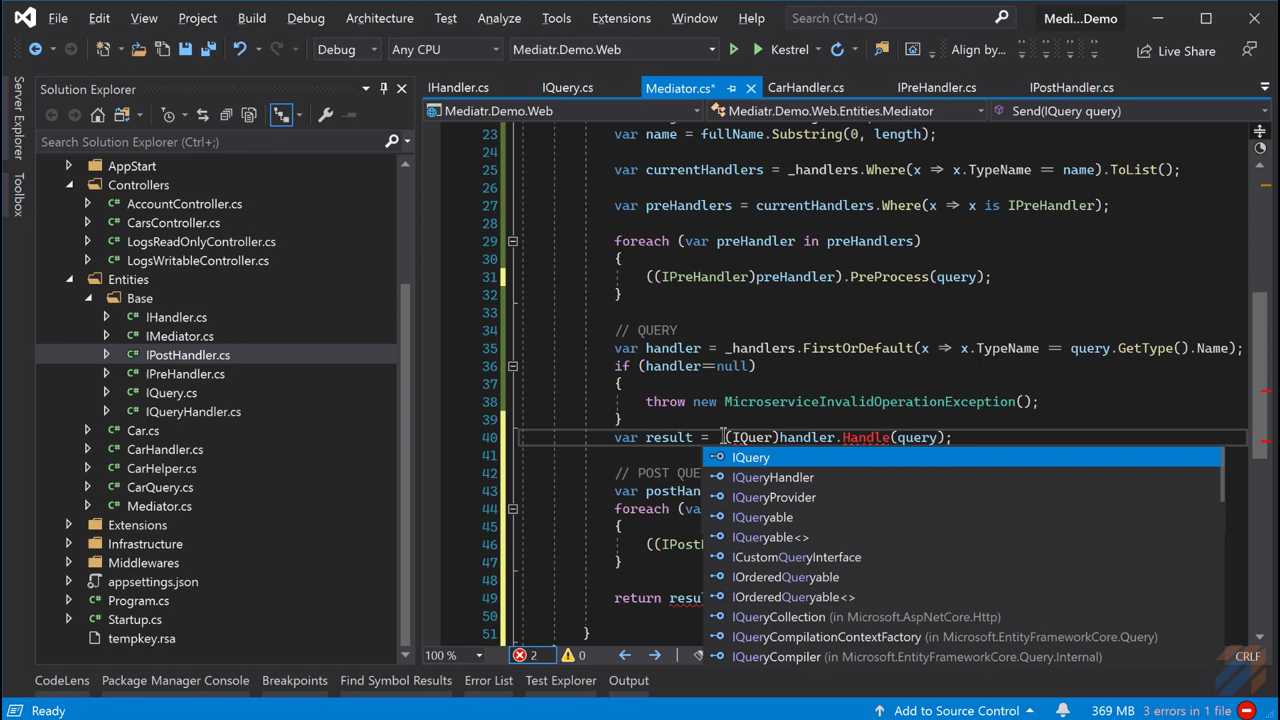 File Edit View Project Build Debug Architecture Test Analyze Tools Extensions Window Help Search (Ctrl+Q) Medi...Demo
Debug Any CPU Mediatr.Demo.Web Kestrel Align by... Live Share
Server Explorer
Toolbox
Solution Explorer
Search Solution Explorer (Ctrl+;)
AppStart
Controllers
AccountController.cs
CarsController.cs
LogsReadOnlyController.cs
LogsWritableController.cs
Entities
Base
IHandler.cs
IMediator.cs
IPostHandler.cs
IPreHandler.cs
IQuery.cs
IQueryHandler.cs
Car.cs
CarHandler.cs
CarHelper.cs
CarQuery.cs
Mediator.cs
Extensions
Infrastructure
Middlewares
appsettings.json
Program.cs
Startup.cs
tempkey.rsa
IHandler.cs IQuery.cs Mediator.cs* CarHandler.cs IPreHandler.cs IPostHandler.cs
Mediatr.Demo.Web Mediatr.Demo.Web.Entities.Mediator Send(IQuery query)
23 var name = fullName.Substring(0, length);
24
25 var currentHandlers = _handlers.Where(x => x.TypeName == name).ToList();
26
27 var preHandlers = currentHandlers.Where(x => x is IPreHandler);
28
29 foreach (var preHandler in preHandlers)
30 {
31 ((IPreHandler)preHandler).PreProcess(query);
32 }
33
34 // QUERY
35 var handler = _handlers.FirstOrDefault(x => x.TypeName == query.GetType().Name);
36 if (handler==null)
37 {
38 throw new MicroserviceInvalidOperationException();
39 }
40 var result = (IQuer)handler.Handle(query);
41
42 // POST QUE
43 var postHan
44 foreach (va
45 {
46 ((IPostH
47 }
48
49 return resul
50
51 }
IQuery
IQueryHandler
IQueryProvider
IQueryable
IQueryable<>
ICustomQueryInterface
IOrderedQueryable
IOrderedQueryable<>
IQueryCollection (in Microsoft.AspNetCore.Http)
IQueryCompilationContextFactory (in Microsoft.EntityFrameworkCore.Query)
IQueryCompiler (in Microsoft.EntityFrameworkCore.Query.Internal)
100 % 2 0 CRLF
CodeLens Package Manager Console Breakpoints Find Symbol Results Error List Test Explorer Output
Ready Add to Source Control 369 MB 3 errors in 1 file